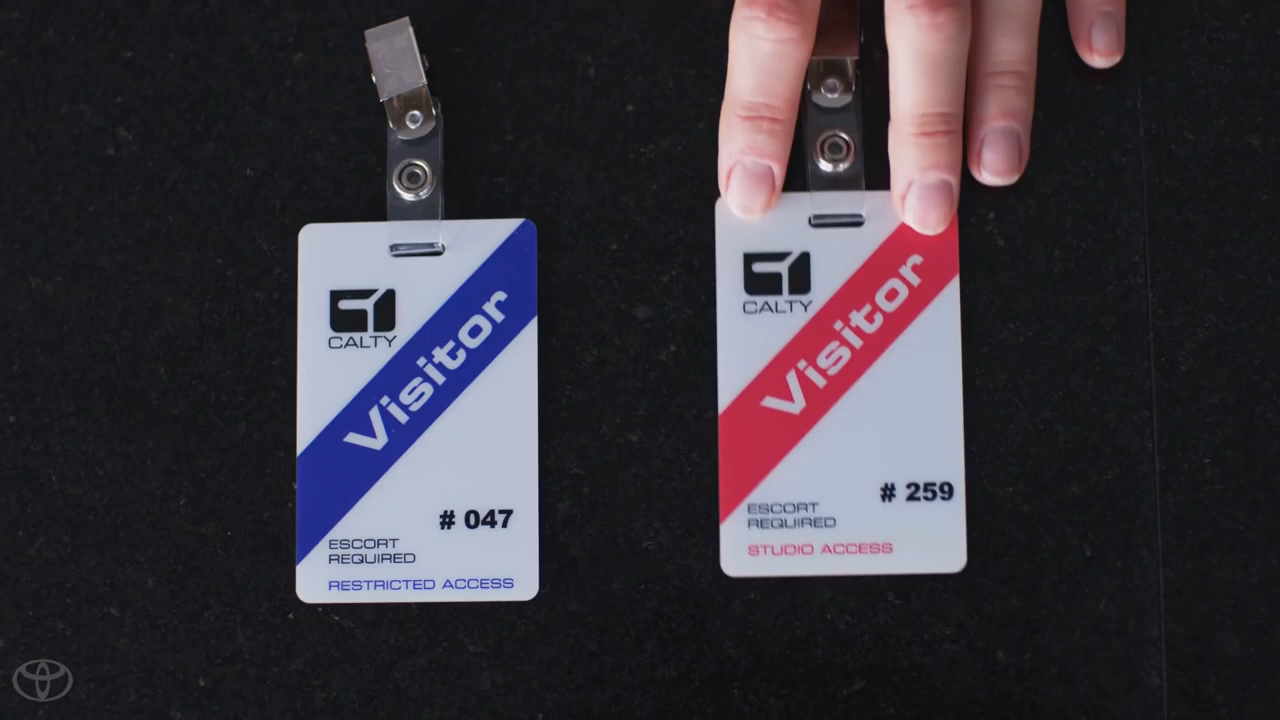 CALTY
Visitor
# 047
ESCORT
REQUIRED
RESTRICTED ACCESS
CALTY
Visitor
# 259
ESCORT
REQUIRED
STUDIO ACCESS